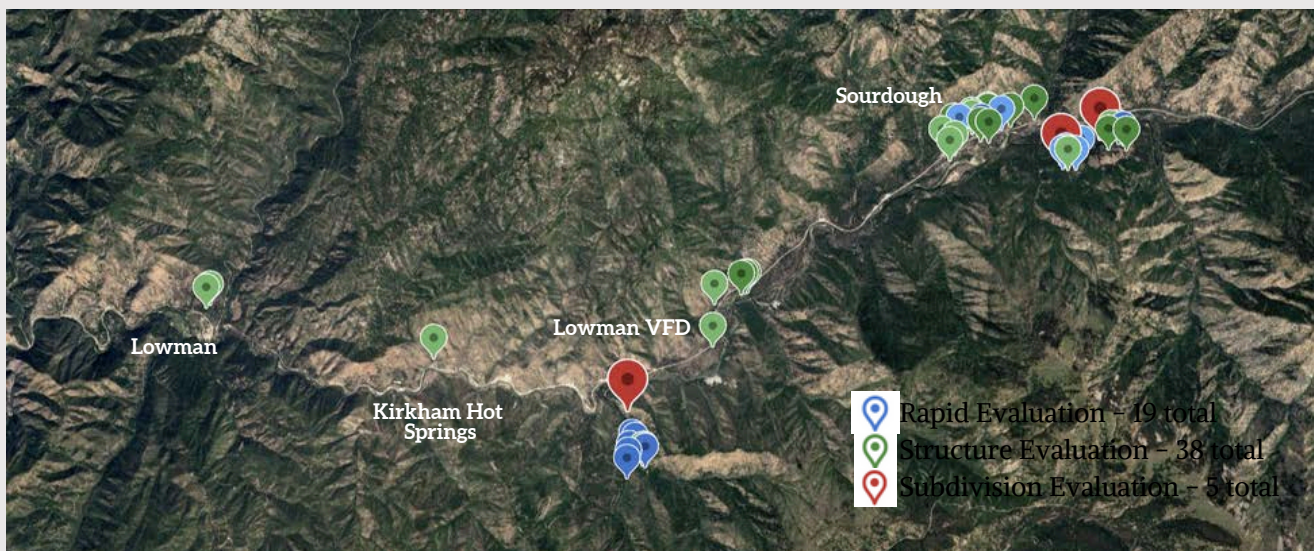 Sourdough
Lowman VFD
Lowman
Kirkham Hot
Springs
Rapid Evaluation - 19 total
Structure Evaluation - 38 total
Subdivision Evaluation - 5 total